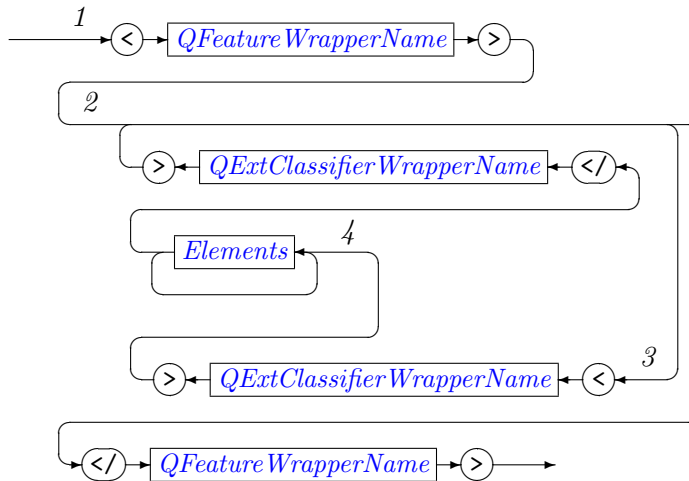 1
< QFeatureWrapperName >
2
> QExtClassifierWrapperName </
Elements 4
> QExtClassifierWrapperName < 3
</ QFeatureWrapperName >